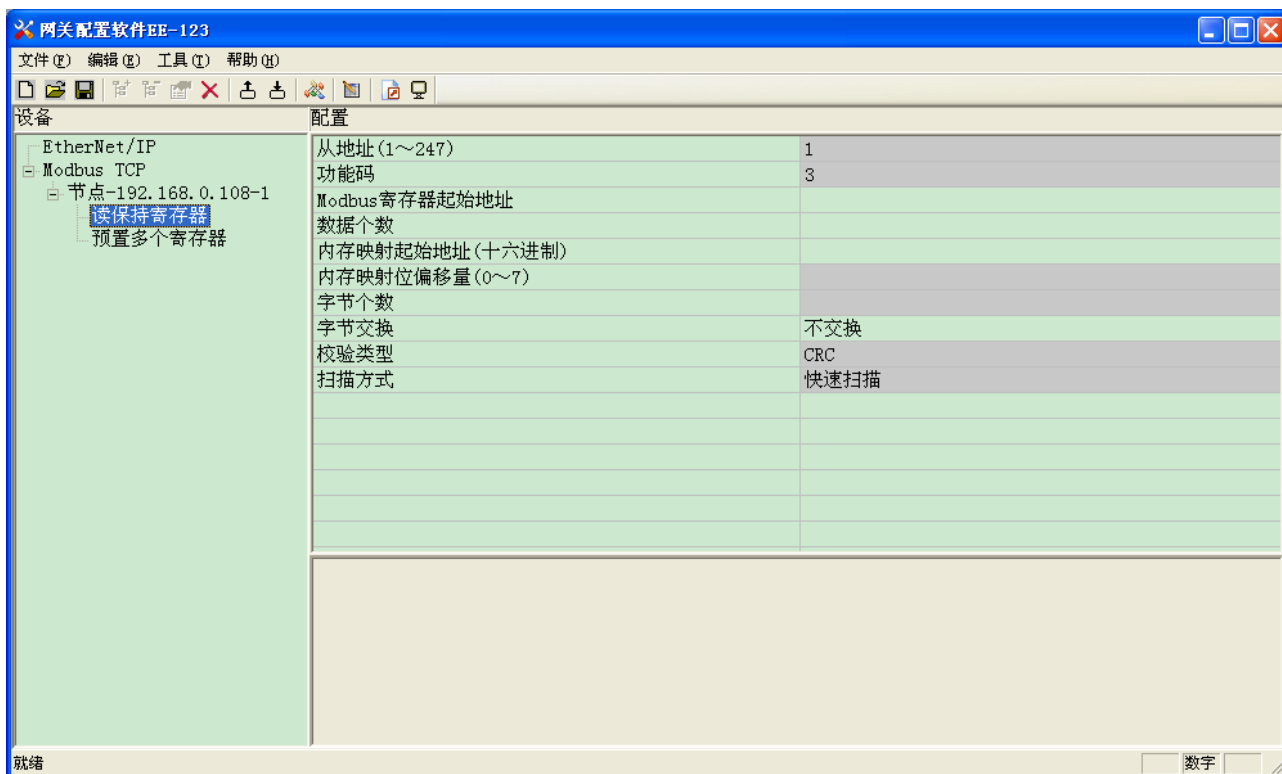 网关配置软件EE-123
文件(F) 编辑(E) 工具(T) 帮助(H)
设备
配置
EtherNet/IP
Modbus TCP
节点-192.168.0.108-1
读保持寄存器
预置多个寄存器
从地址(1～247) 1
功能码 3
Modbus寄存器起始地址
数据个数
内存映射起始地址(十六进制)
内存映射位偏移量(0～7)
字节个数
字节交换 不交换
校验类型 CRC
扫描方式 快速扫描
就绪
数字